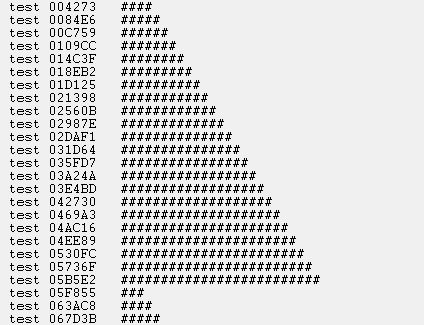 test 004273 ####
test 0084E6 #####
test 00C759 ######
test 0109CC #######
test 014C3F ########
test 018EB2 #########
test 01D125 ##########
test 021398 ###########
test 02560B ############
test 02987E #############
test 02DAF1 ##############
test 031D64 ###############
test 035FD7 ################
test 03A24A #################
test 03E4BD ##################
test 042730 ###################
test 0469A3 ####################
test 04AC16 #####################
test 04EE89 ######################
test 0530FC #######################
test 05736F ########################
test 05B5E2 #########################
test 05F855 ###
test 063AC8 ####
test 067D3B #####